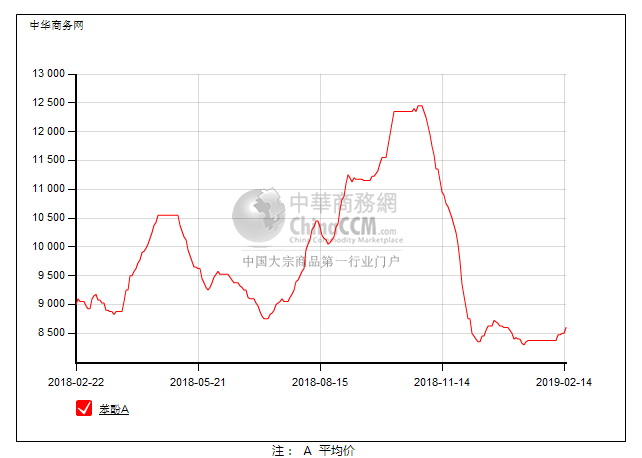 中华商务网
13 000
12 500
12 000
11 500
11 000
10 500
10 000
9 500
9 000
8 500
中華商務網
ChinaCCM.com
China Commodity Marketplace
中国大宗商品第一行业门户
2018-02-22 2018-05-21 2018-08-15 2018-11-14 2019-02-14
苯酚A
注： A 平均价